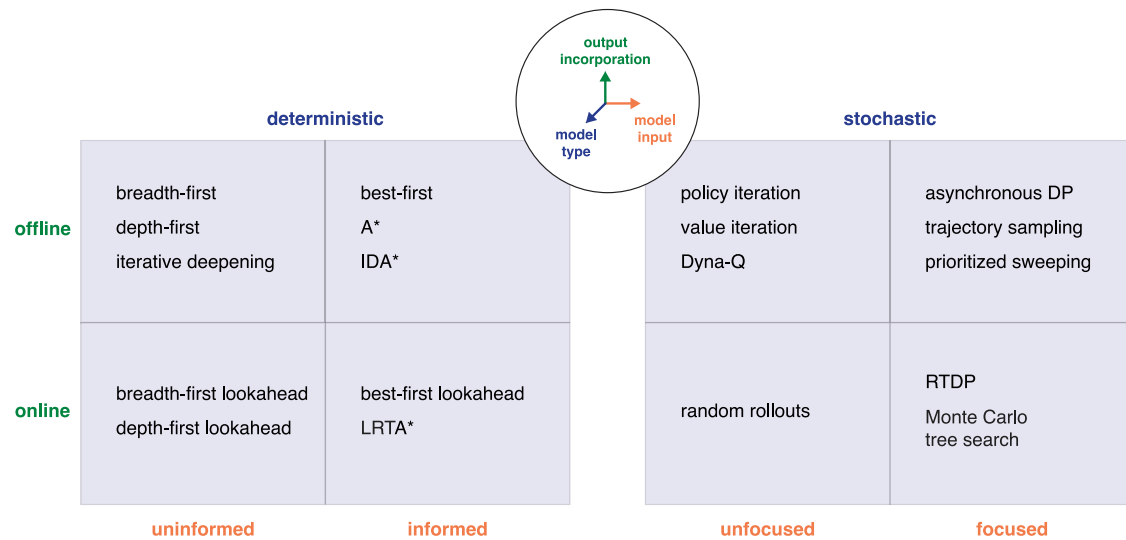 output
incorporation
model
input
model
type
deterministic
stochastic
offline
breadth-first
depth-first
iterative deepening
best-first
A*
IDA*
policy iteration
value iteration
Dyna-Q
asynchronous DP
trajectory sampling
prioritized sweeping
online
breadth-first lookahead
depth-first lookahead
best-first lookahead
LRTA*
random rollouts
RTDP
Monte Carlo
tree search
uninformed
informed
unfocused
focused